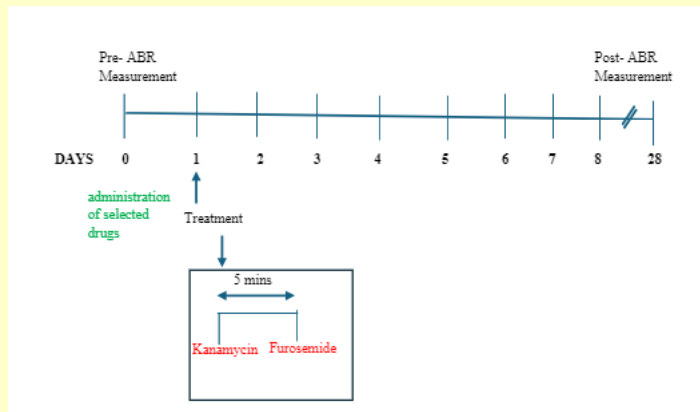 Pre- ABR
Measurement
Post- ABR
Measurement
DAYS 0 1 2 3 4 5 6 7 8 28
administration
of selected
drugs
Treatment
5 mins
Kanamycin Furosemide